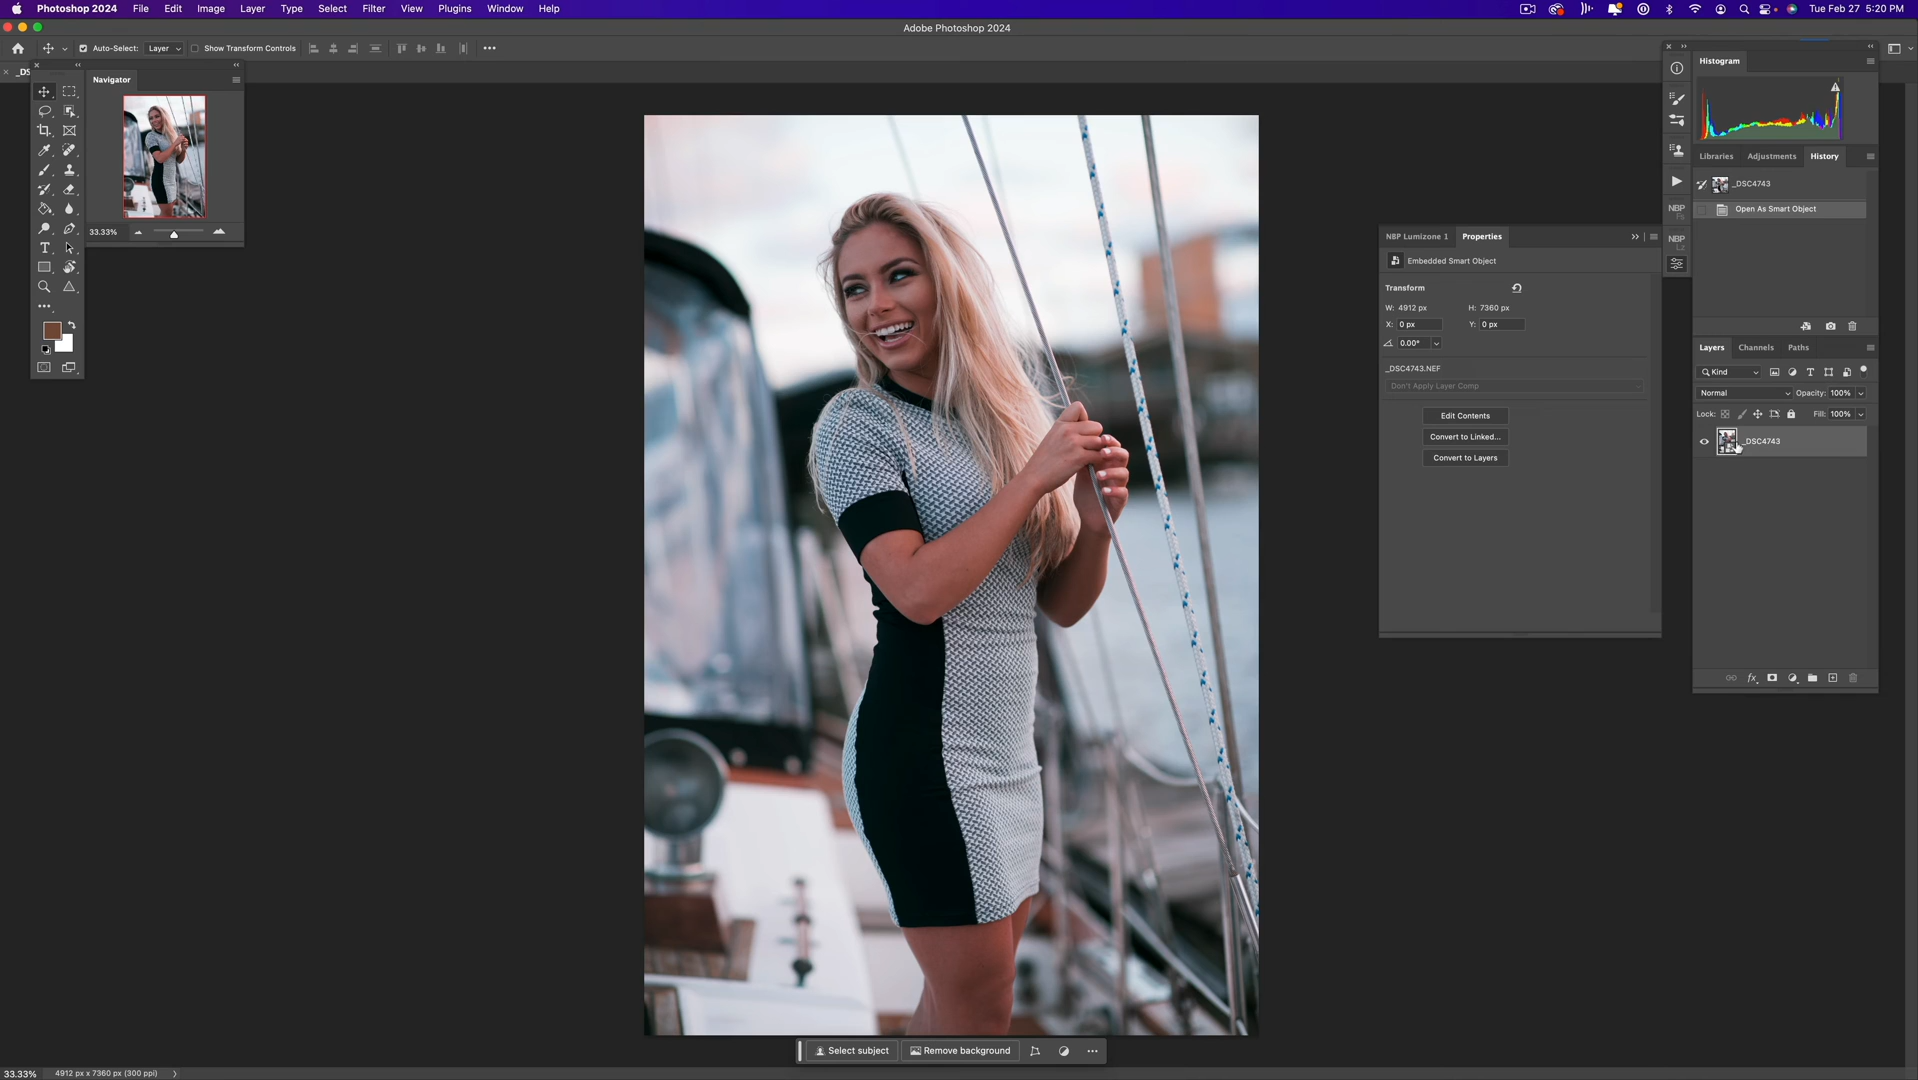 Photoshop 2024 File Edit Image Layer Type Select Filter View Plugins Window Help Tue Feb 27 5:20 PM
Adobe Photoshop 2024
Auto-Select: Layer Show Transform Controls
_DS
Navigator
33.33%
Histogram
Libraries Adjustments History
_DSC4743
Open As Smart Object
NBP
Fs
NBP
Lz
NBP Lumizone 1 Properties
Embedded Smart Object
Transform
W: 4912 px H: 7360 px
X: 0 px Y: 0 px
0.00°
_DSC4743.NEF
Don't Apply Layer Comp
Edit Contents
Convert to Linked...
Convert to Layers
Layers Channels Paths
Kind
Normal Opacity: 100%
Lock: Fill: 100%
_DSC4743
fx
Select subject Remove background
33.33% 4912 px x 7360 px (300 ppi)